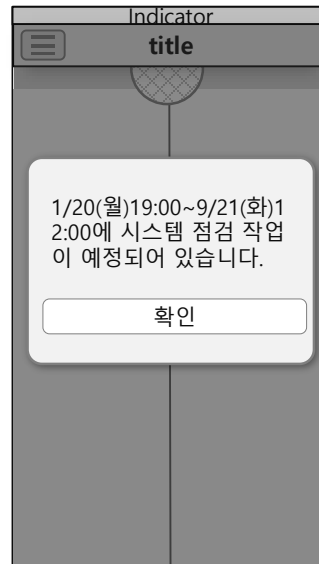 Indicator
title
1/20(월)19:00~9/21(화)1
2:00에 시스템 점검 작업
이 예정되어 있습니다.
확인